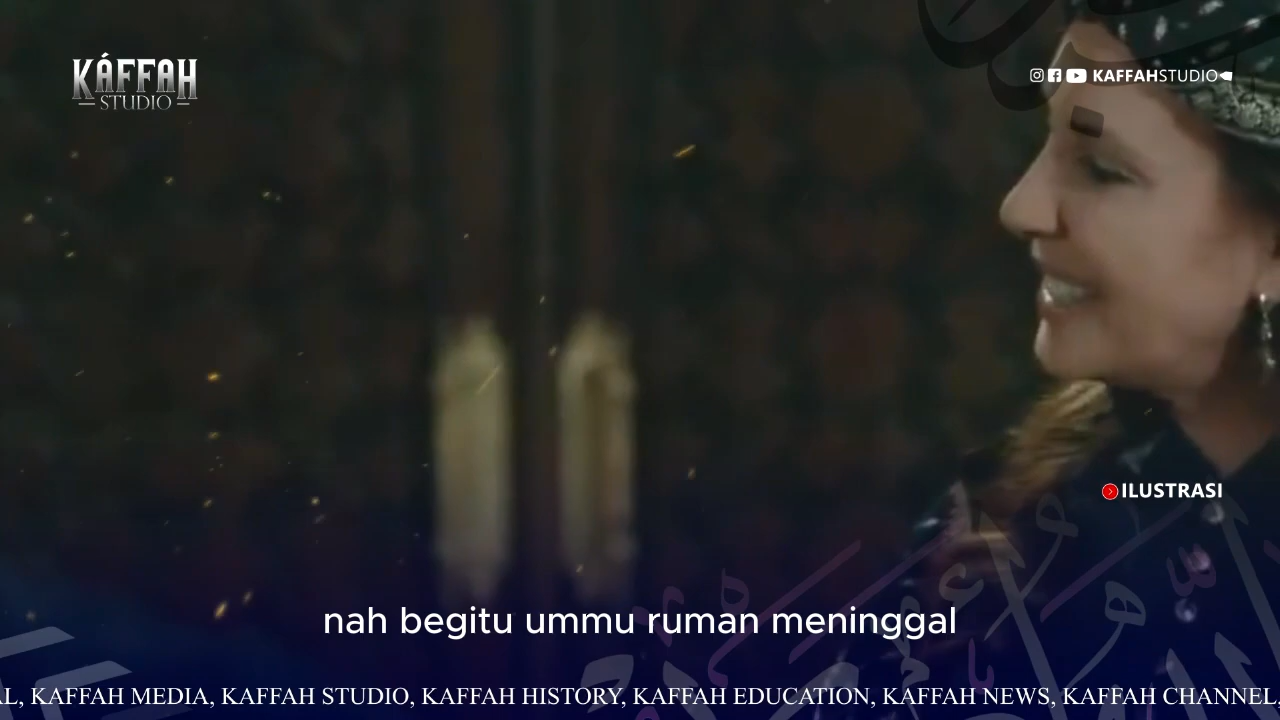 KÁFFAH
STUDIO
KAFFAHSTUDIO
ILUSTRASI
nah begitu ummu ruman meninggal
L, KAFFAH MEDIA, KAFFAH STUDIO, KAFFAH HISTORY, KAFFAH EDUCATION, KAFFAH NEWS, KAFFAH CHANNEL,